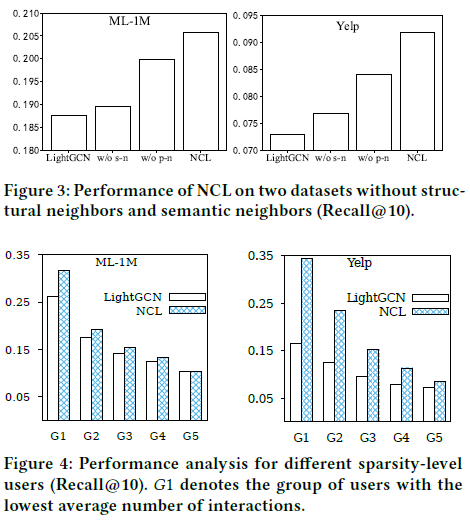 ML-1M
0.210
0.205
0.200
0.195
0.190
0.185
0.180
LightGCN w/o s-n w/o p-n NCL
Yelp
0.095
0.090
0.085
0.080
0.075
0.070
LightGCN w/o s-n w/o p-n NCL
Figure 3: Performance of NCL on two datasets without struc-
tural neighbors and semantic neighbors (Recall@10).
ML-1M
0.35
0.25
0.15
0.05
LightGCN
NCL
G1 G2 G3 G4 G5
Yelp
0.35
0.25
0.15
0.05
LightGCN
NCL
G1 G2 G3 G4 G5
Figure 4: Performance analysis for different sparsity-level
users (Recall@10). G1 denotes the group of users with the
lowest average number of interactions.